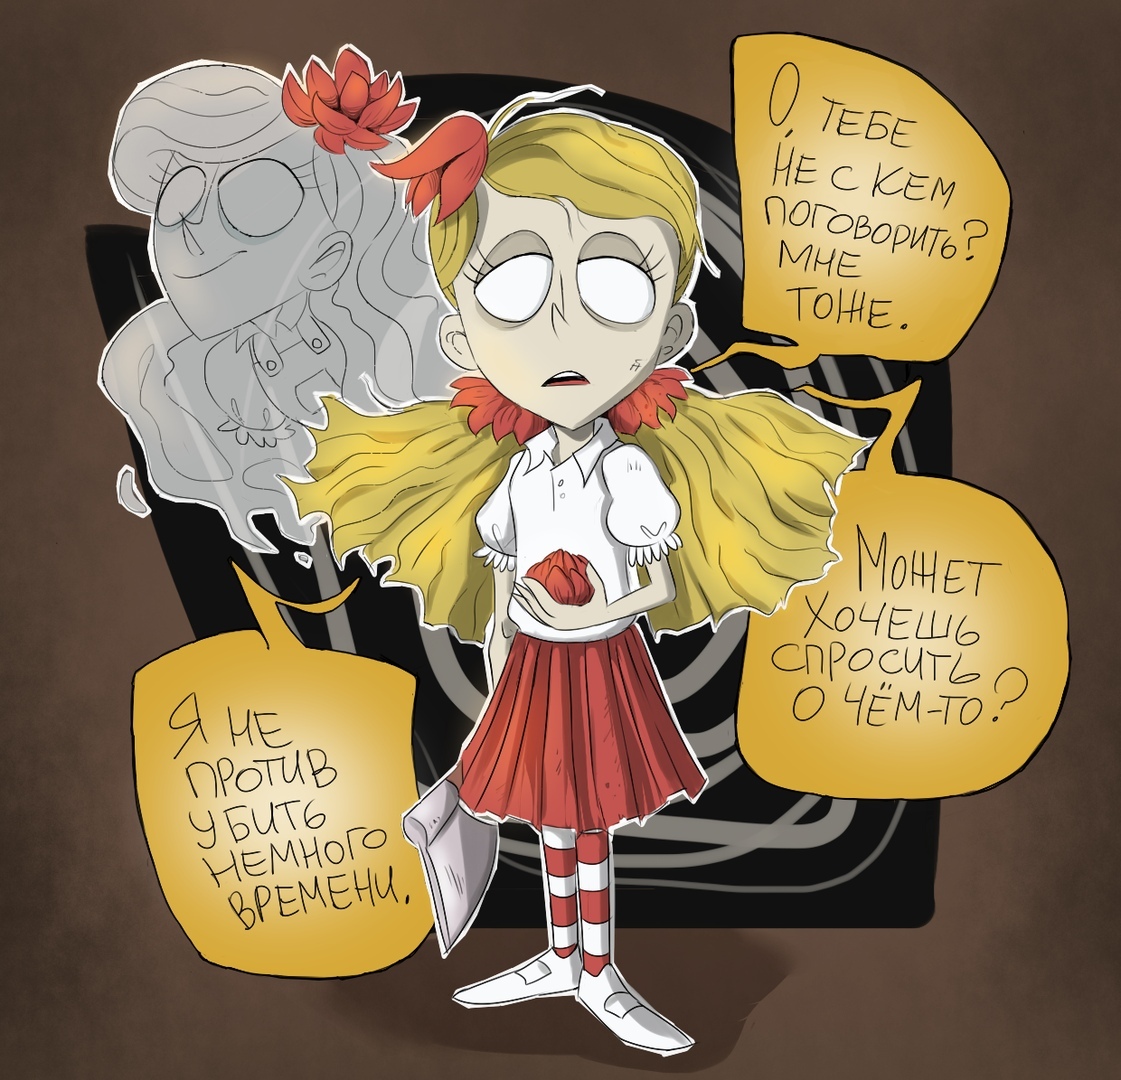 О, ТЕБЕ
НЕ С КЕМ
ПОГОВОРИТЬ?
МНЕ
ТОЖЕ.
МОЖЕТ
ХОЧЕШЬ
СПРОСИТЬ
О ЧЁМ-ТО?
Я НЕ
ПРОТИВ
УБИТЬ
НЕМНОГО
ВРЕМЕНИ.